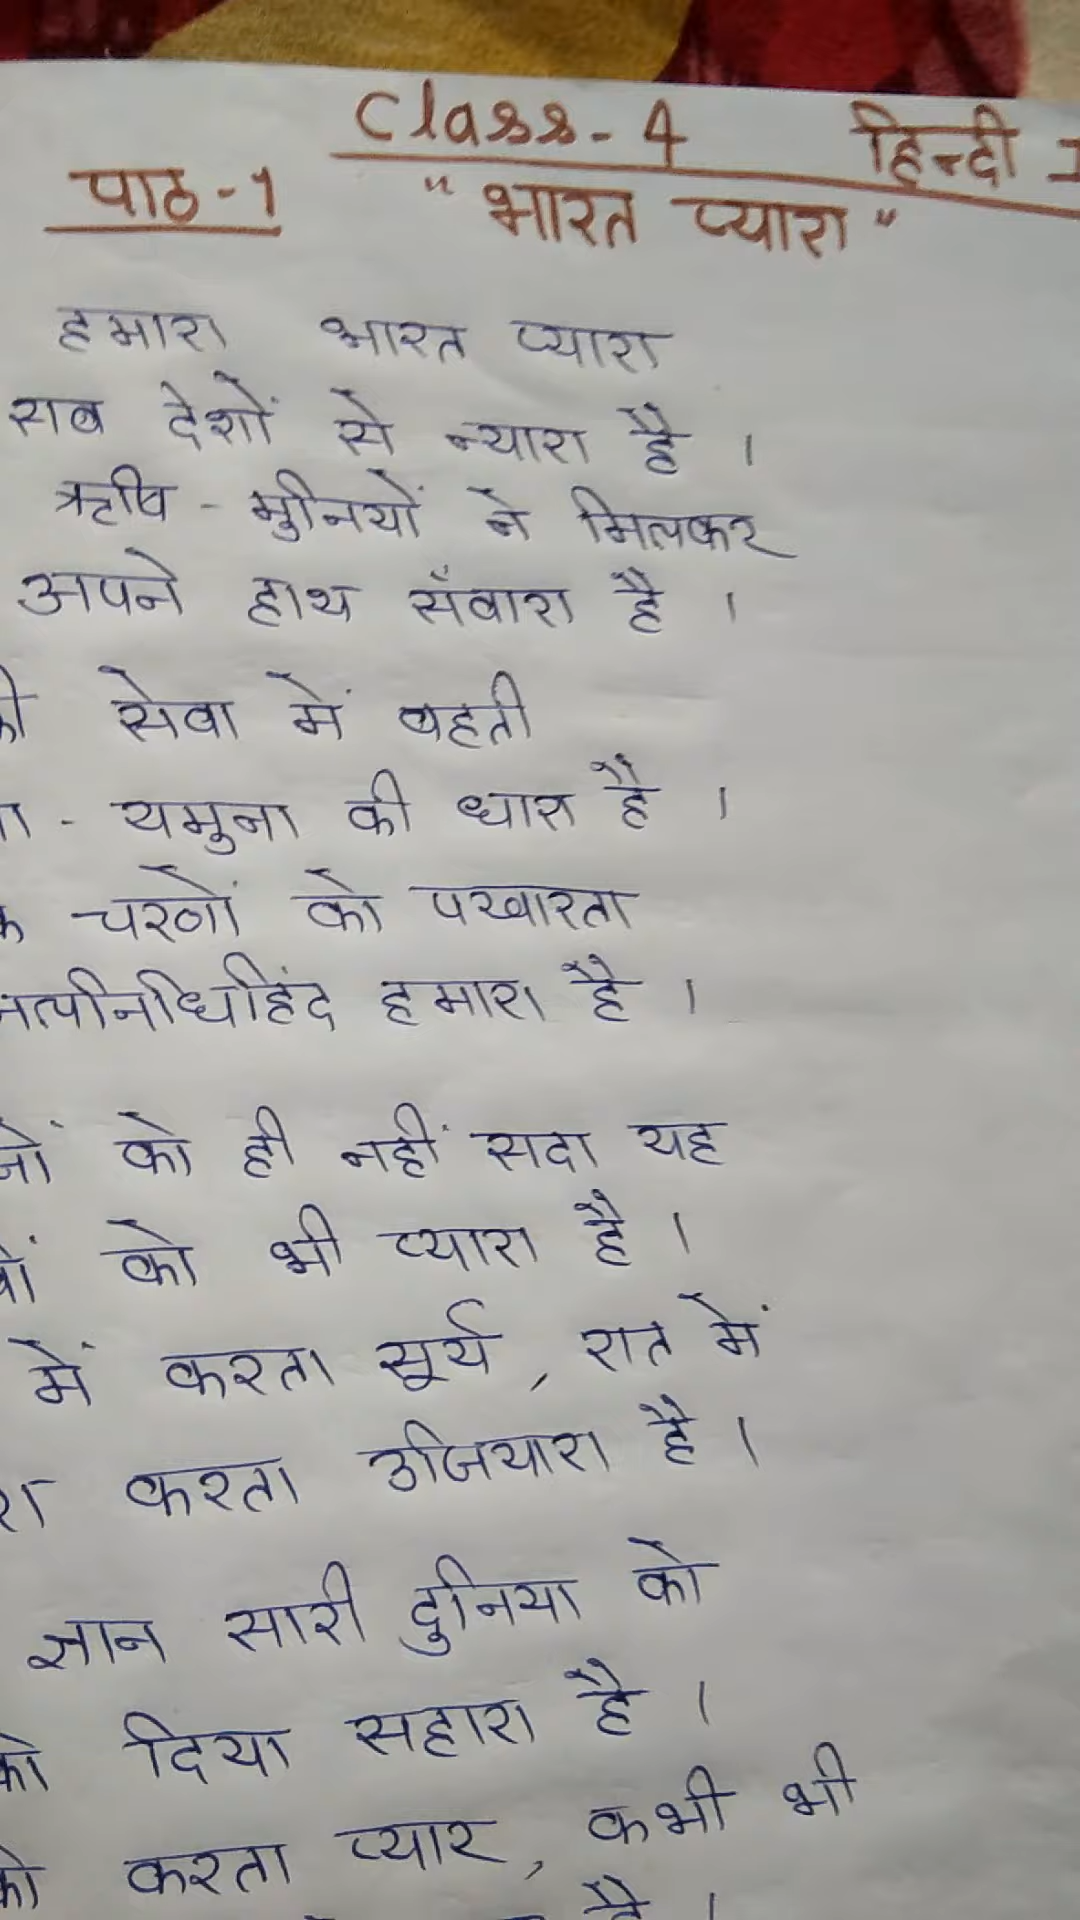 Class-4 हिन्दी
पाठ-1 "भारत प्यारा"
हमारा भारत प्यारा
सब देशों से न्यारा है ।
ऋषि - मुनियों ने मिलकर
अपने हाथ सँवारा है ।
सेवा में बहती
- यमुना की धारा है ।
चरणों को पखारता
हमारा है ।
को ही नहीं सदा यह
को भी प्यारा है ।
में करता सूर्य, रात में
करता उजियारा है ।
ज्ञान सारी दुनिया को
दिया सहारा है ।
करता प्यार, कभी भी
है ।